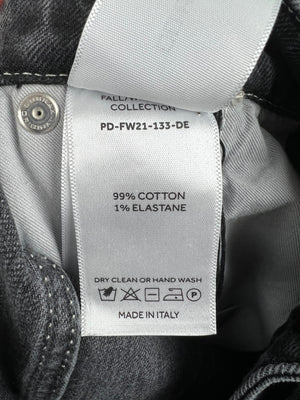 COLLECTION
PD-FW21-133-DE
99% COTTON
1% ELASTANE
DRY CLEAN OR HAND WASH
MADE IN ITALY